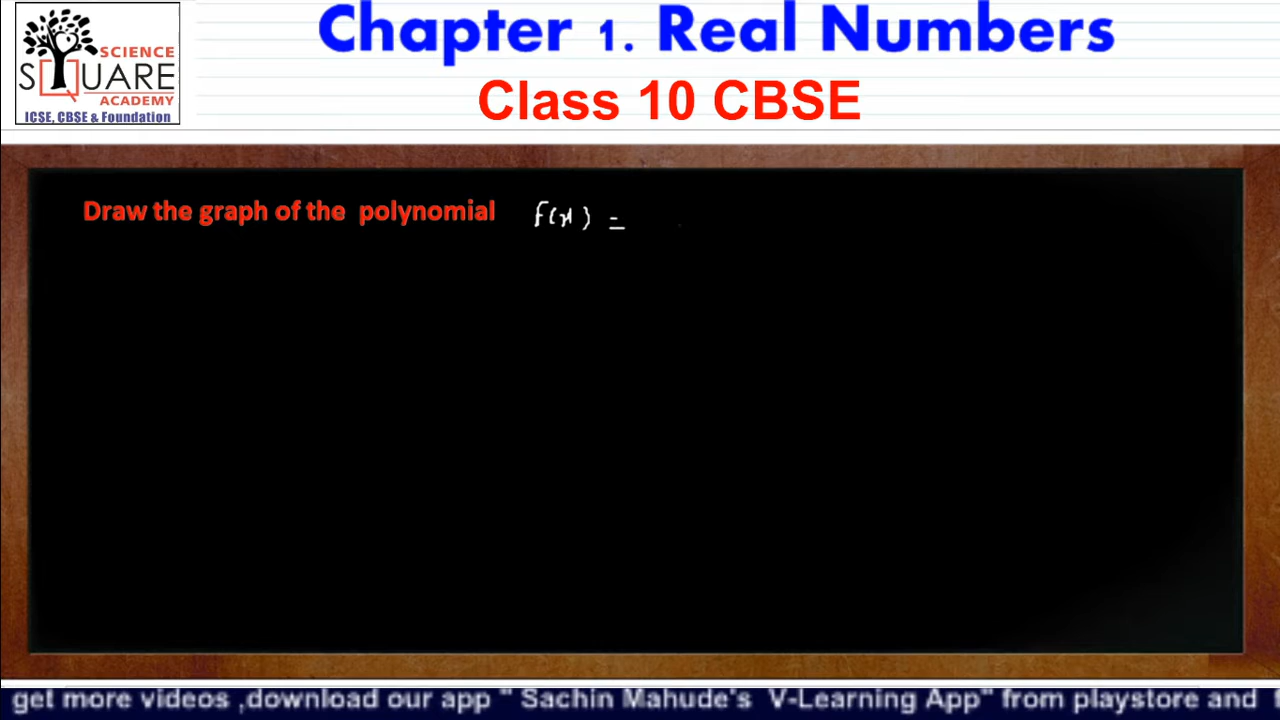 SCIENCE
SQUARE
ACADEMY
ICSE, CBSE & Foundation
Chapter 1. Real Numbers
Class 10 CBSE
Draw the graph of the polynomial f(x) =
get more videos ,download our app " Sachin Mahude's V-Learning App" from playstore and